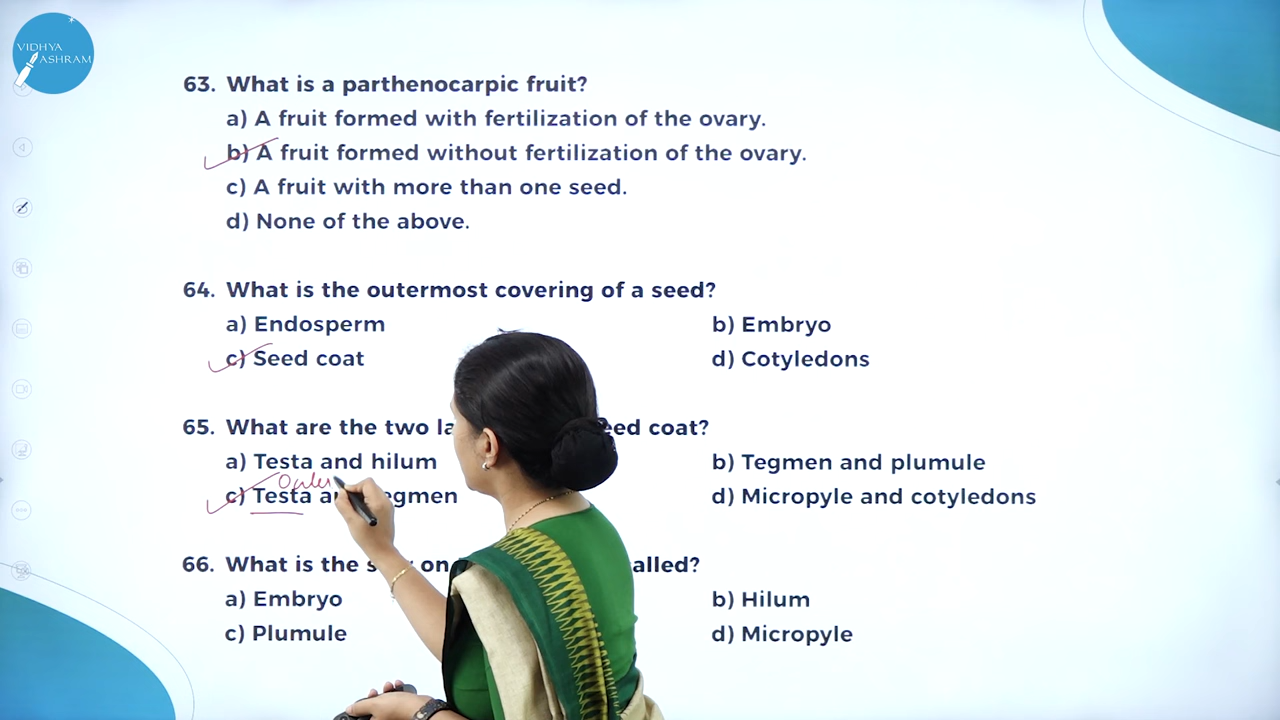 VIDHYA
ASHRAM
63. What is a parthenocarpic fruit?
a) A fruit formed with fertilization of the ovary.
b) A fruit formed without fertilization of the ovary.
c) A fruit with more than one seed.
d) None of the above.
64. What is the outermost covering of a seed?
a) Endosperm b) Embryo
c) Seed coat d) Cotyledons
65. What are the two la eed coat?
a) Testa and hilum b) Tegmen and plumule
c) Testa a egmen d) Micropyle and cotyledons
66. What is the s on alled?
a) Embryo b) Hilum
c) Plumule d) Micropyle